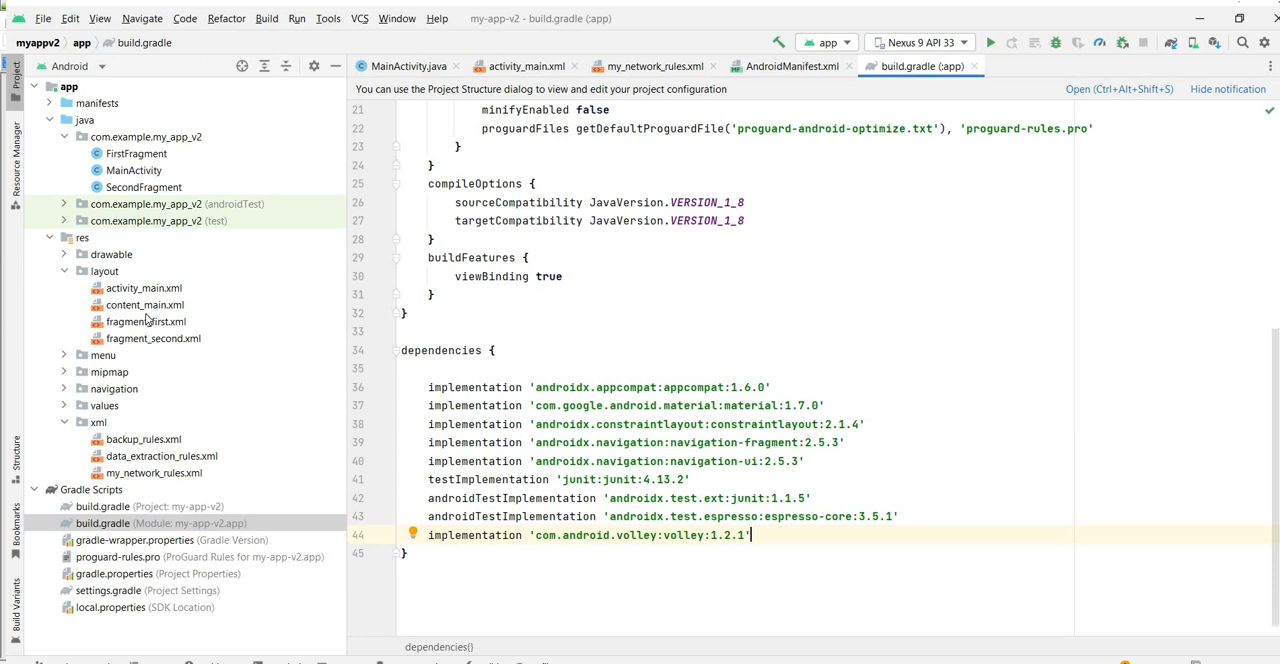 File Edit View Navigate Code Refactor Build Run Tools VCS Window Help my-app-v2 - build.gradle (:app)
myappv2 app build.gradle app Nexus 9 API 33
Android MainActivity.java activity_main.xml my_network_rules.xml AndroidManifest.xml build.gradle (:app)
You can use the Project Structure dialog to view and edit your project configuration Open (Ctrl+Alt+Shift+S) Hide notification
Project
Resource Manager
Structure
Bookmarks
Build Variants
app
manifests
java
com.example.my_app_v2
FirstFragment
MainActivity
SecondFragment
com.example.my_app_v2 (androidTest)
com.example.my_app_v2 (test)
res
drawable
layout
activity_main.xml
content_main.xml
fragment_first.xml
fragment_second.xml
menu
mipmap
navigation
values
xml
backup_rules.xml
data_extraction_rules.xml
my_network_rules.xml
Gradle Scripts
build.gradle (Project: my-app-v2)
build.gradle (Module: my-app-v2.app)
gradle-wrapper.properties (Gradle Version)
proguard-rules.pro (ProGuard Rules for my-app-v2.app)
gradle.properties (Project Properties)
settings.gradle (Project Settings)
local.properties (SDK Location)
21 minifyEnabled false
22 proguardFiles getDefaultProguardFile('proguard-android-optimize.txt'), 'proguard-rules.pro'
23 }
24 }
25 compileOptions {
26 sourceCompatibility JavaVersion.VERSION_1_8
27 targetCompatibility JavaVersion.VERSION_1_8
28 }
29 buildFeatures {
30 viewBinding true
31 }
32 }
33
34 dependencies {
35
36 implementation 'androidx.appcompat:appcompat:1.6.0'
37 implementation 'com.google.android.material:material:1.7.0'
38 implementation 'androidx.constraintlayout:constraintlayout:2.1.4'
39 implementation 'androidx.navigation:navigation-fragment:2.5.3'
40 implementation 'androidx.navigation:navigation-ui:2.5.3'
41 testImplementation 'junit:junit:4.13.2'
42 androidTestImplementation 'androidx.test.ext:junit:1.1.5'
43 androidTestImplementation 'androidx.test.espresso:espresso-core:3.5.1'
44 implementation 'com.android.volley:volley:1.2.1'
45 }
dependencies{}